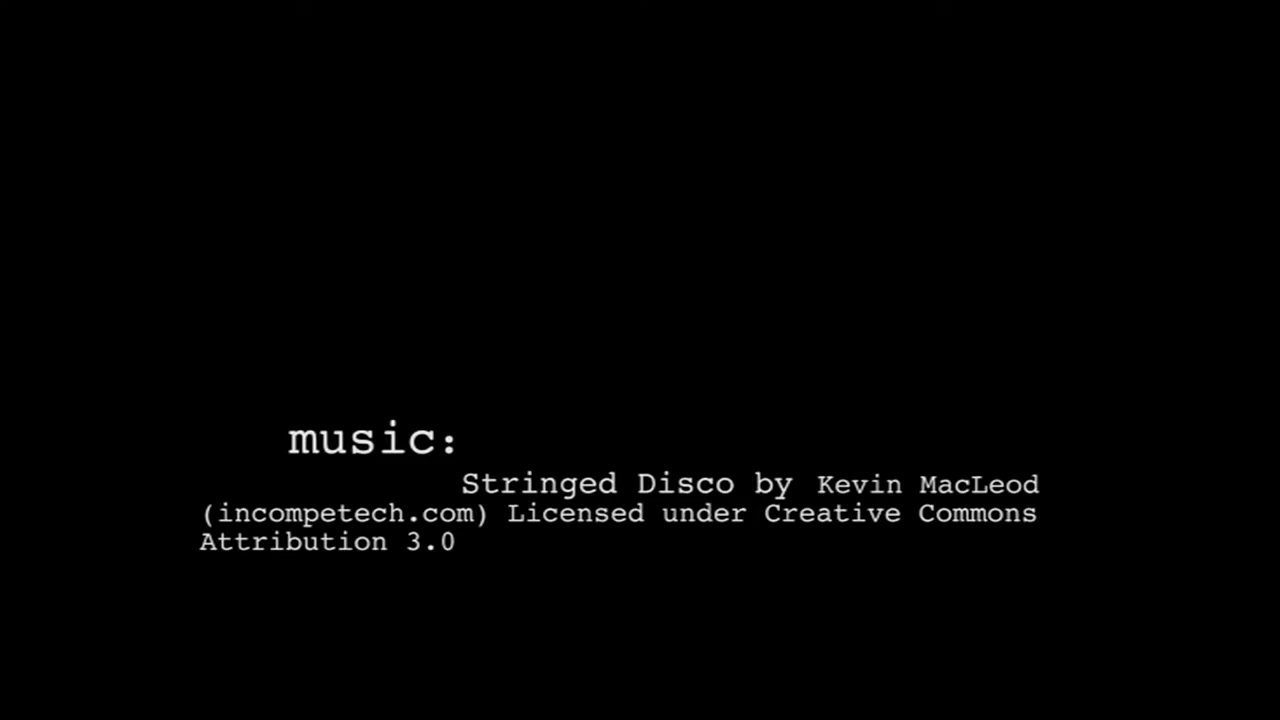 music:
Stringed Disco by Kevin MacLeod
(incompetech.com) Licensed under Creative Commons
Attribution 3.0